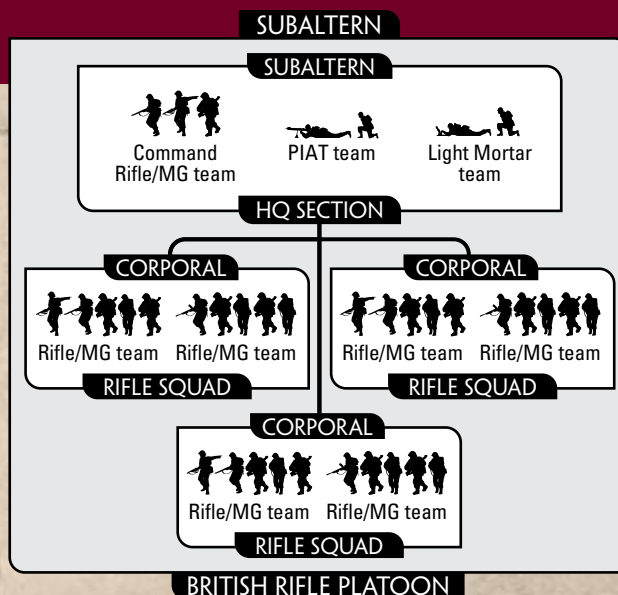 SUBALTERN
SUBALTERN
Command
Rifle/MG team
PIAT team
Light Mortar
team
HQ SECTION
CORPORAL
Rifle/MG team Rifle/MG team
RIFLE SQUAD
CORPORAL
Rifle/MG team Rifle/MG team
RIFLE SQUAD
CORPORAL
Rifle/MG team Rifle/MG team
RIFLE SQUAD
BRITISH RIFLE PLATOON